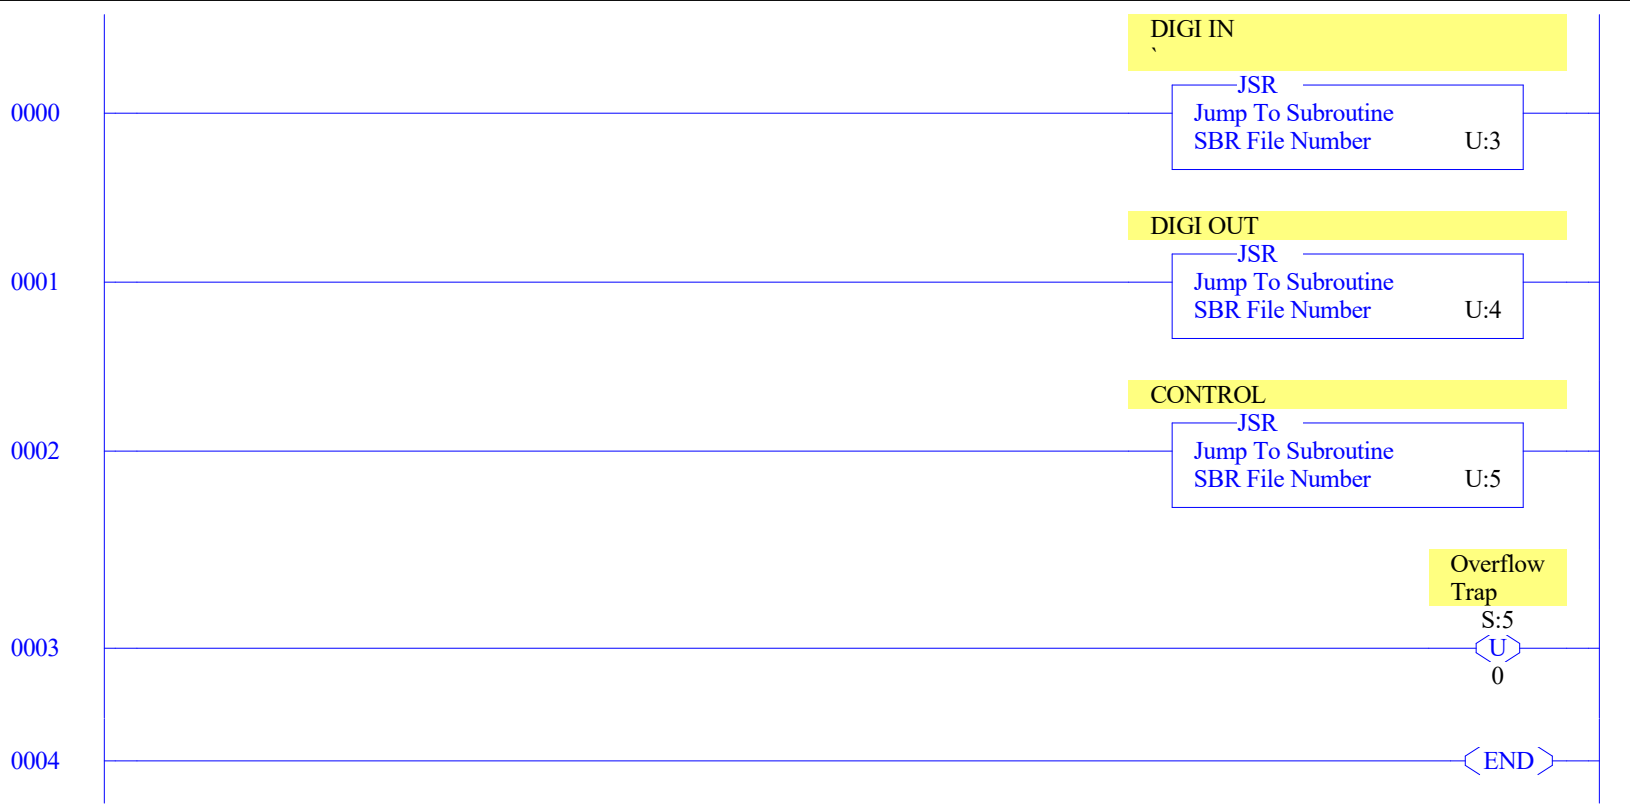 DIGI IN
`
JSR
0000
Jump To Subroutine
SBR File Number U:3
DIGI OUT
JSR
0001
Jump To Subroutine
SBR File Number U:4
CONTROL
JSR
0002
Jump To Subroutine
SBR File Number U:5
Overflow
Trap
S:5
0003
U
0
0004
END